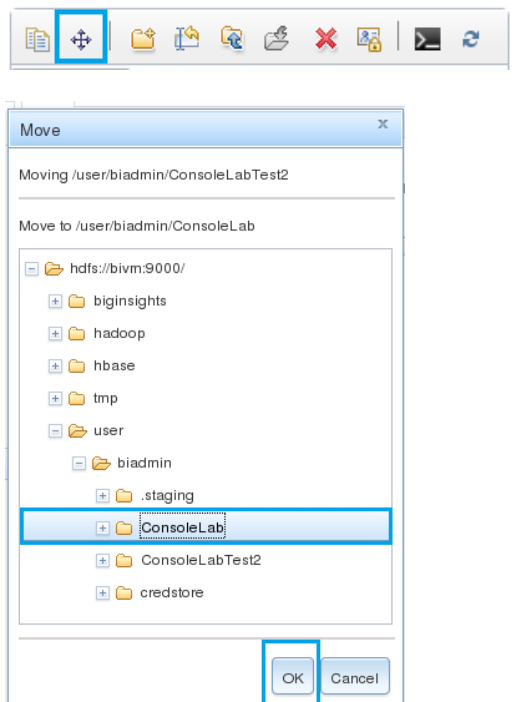 Move
x
Moving /user/biadmin/ConsoleLabTest2
Move to /user/biadmin/ConsoleLab
hdfs://bivm:9000/
biginsights
hadoop
hbase
tmp
user
biadmin
.staging
ConsoleLab
ConsoleLabTest2
credstore
OK Cancel